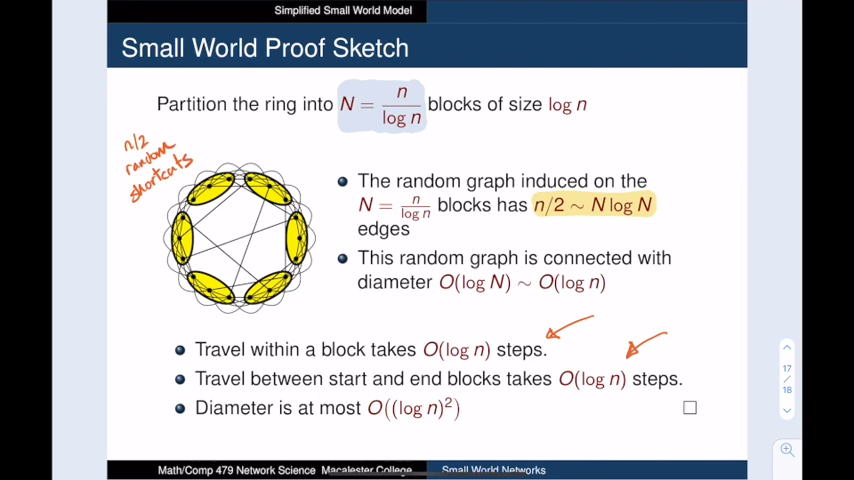 Simplified Small World Model
Small World Proof Sketch
Partition the ring into N = n / log n blocks of size log n
n/2
random
shortcuts
The random graph induced on the
N = n / log n blocks has n/2 ∼ N log N
edges
This random graph is connected with
diameter O(log N) ∼ O(log n)
Travel within a block takes O(log n) steps.
Travel between start and end blocks takes O(log n) steps.
Diameter is at most O((log n)²)
17
/
18
Math/Comp 479 Network Science Macalester College Small World Networks